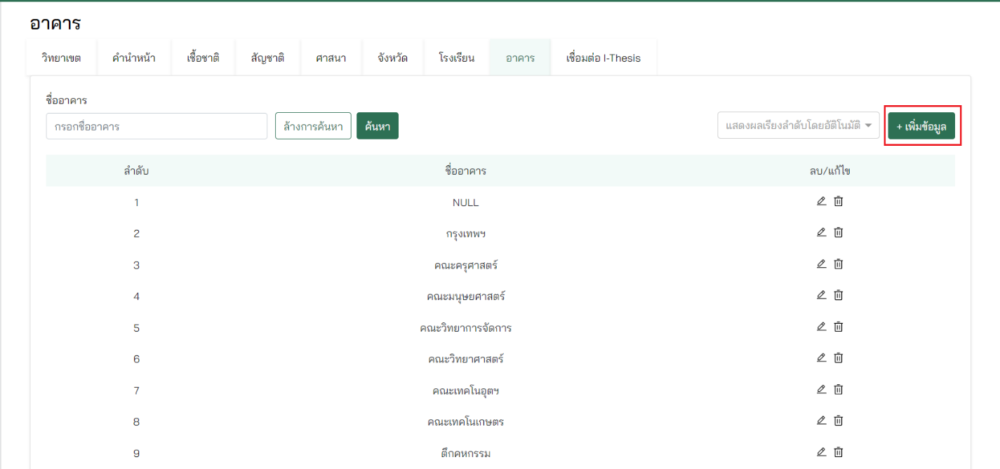 อาคาร
วิทยาเขต คำนำหน้า เชื้อชาติ สัญชาติ ศาสนา จังหวัด โรงเรียน อาคาร เชื่อมต่อ I-Thesis
ชื่ออาคาร
กรอกชื่ออาคาร ล้างการค้นหา ค้นหา แสดงผลเรียงลำดับโดยอัติโนมัติ + เพิ่มข้อมูล
ลำดับ ชื่ออาคาร ลบ/แก้ไข
1 NULL
2 กรุงเทพฯ
3 คณะครุศาสตร์
4 คณะมนุษยศาสตร์
5 คณะวิทยาการจัดการ
6 คณะวิทยาศาสตร์
7 คณะเทคโนอุตฯ
8 คณะเทคโนเกษตร
9 ตึกคหกรรม